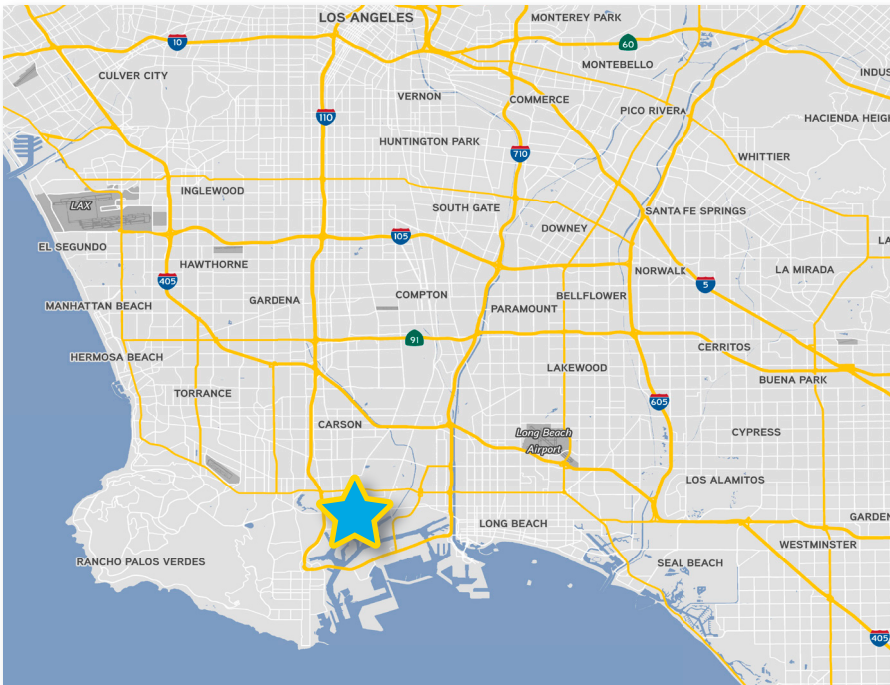 LOS ANGELES
MONTEREY PARK
10
60
MONTEBELLO
CULVER CITY
INDUS
VERNON
COMMERCE
110
PICO RIVERA
HACIENDA HEIG
HUNTINGTON PARK
710
WHITTIER
INGLEWOOD
LAX
SOUTH GATE
SANTA FE SPRINGS
DOWNEY
105
EL SEGUNDO
LA
HAWTHORNE
NORWALK
LA MIRADA
405
5
GARDENA
COMPTON
BELLFLOWER
MANHATTAN BEACH
PARAMOUNT
91
CERRITOS
HERMOSA BEACH
LAKEWOOD
BUENA PARK
TORRANCE
605
CARSON
Long Beach
Airport
CYPRESS
LOS ALAMITOS
GARDEN
LONG BEACH
WESTMINSTER
RANCHO PALOS VERDES
SEAL BEACH
405